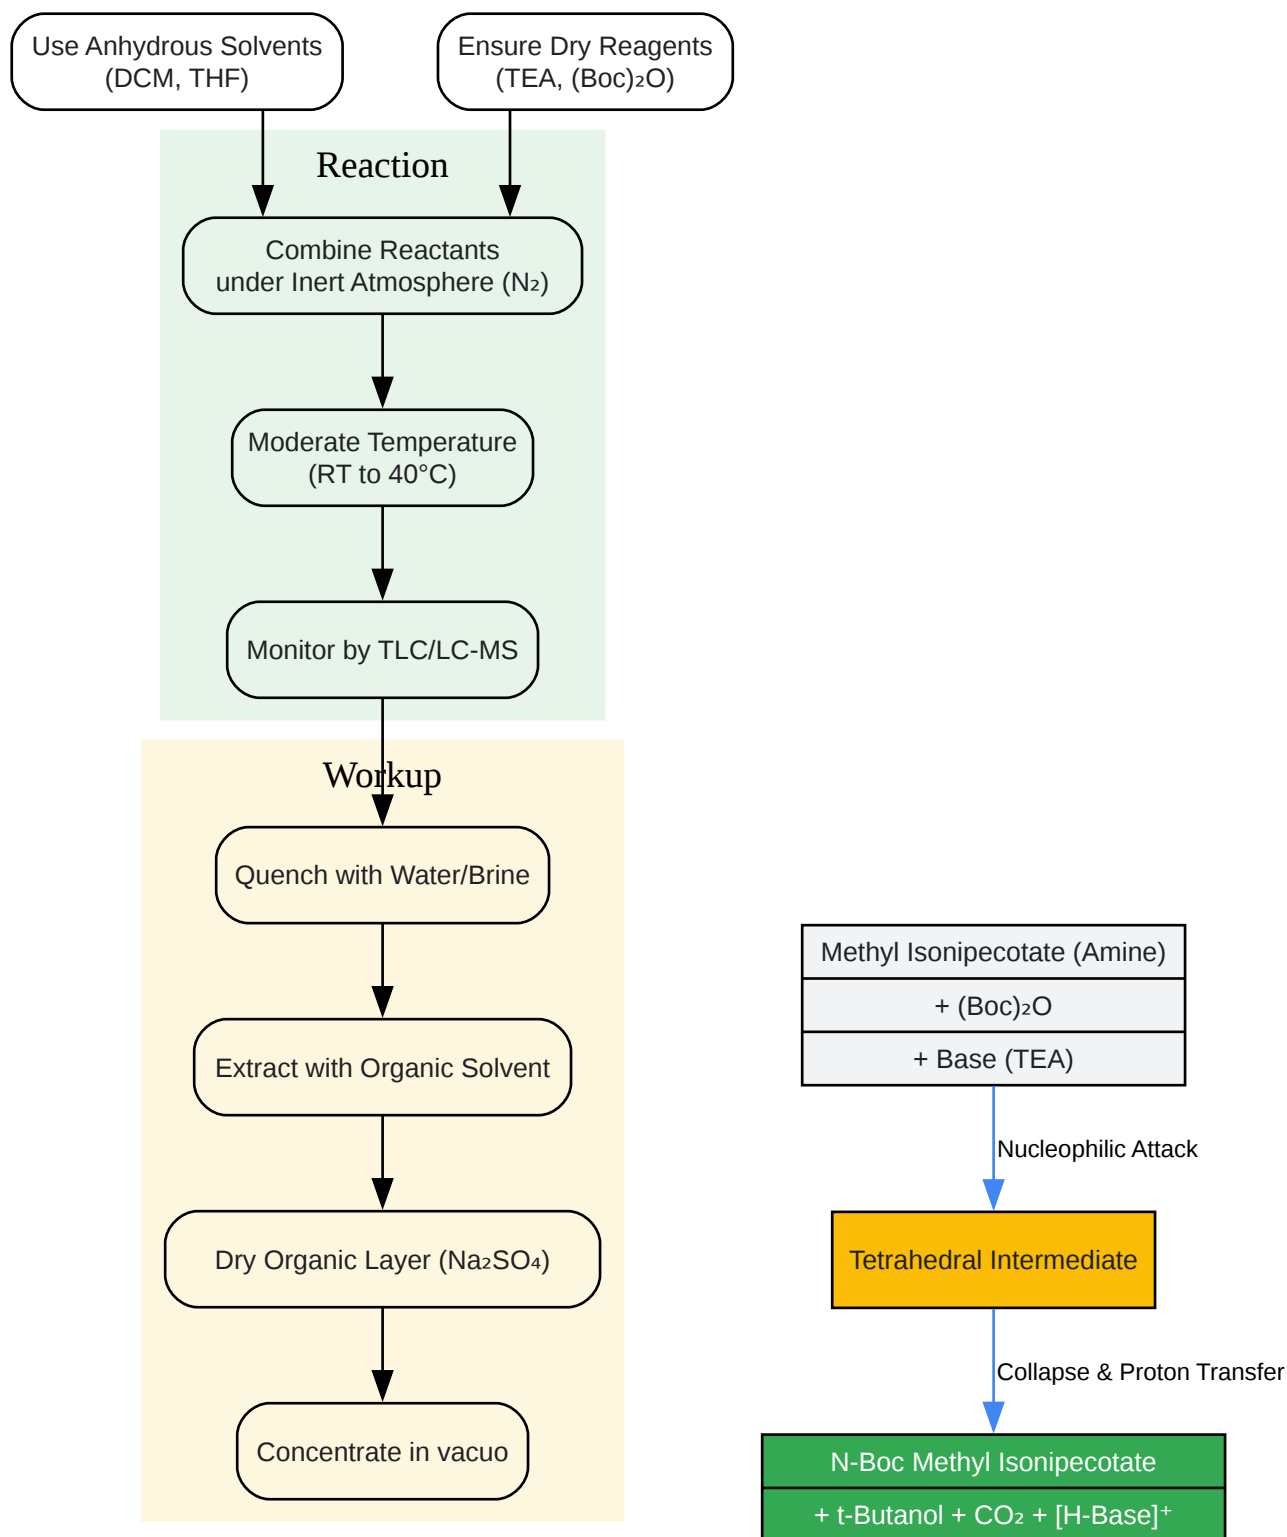 Use Anhydrous Solvents
(DCM, THF)
Ensure Dry Reagents
(TEA, (Boc)₂O)
Reaction
Combine Reactants
under Inert Atmosphere (N₂)
Moderate Temperature
(RT to 40°C)
Monitor by TLC/LC-MS
Workup
Quench with Water/Brine
Extract with Organic Solvent
Dry Organic Layer (Na₂SO₄)
Concentrate in vacuo
Methyl Isonipecotate (Amine)
+ (Boc)₂O
+ Base (TEA)
Nucleophilic Attack
Tetrahedral Intermediate
Collapse & Proton Transfer
N-Boc Methyl Isonipecotate
+ t-Butanol + CO₂ + [H-Base]⁺